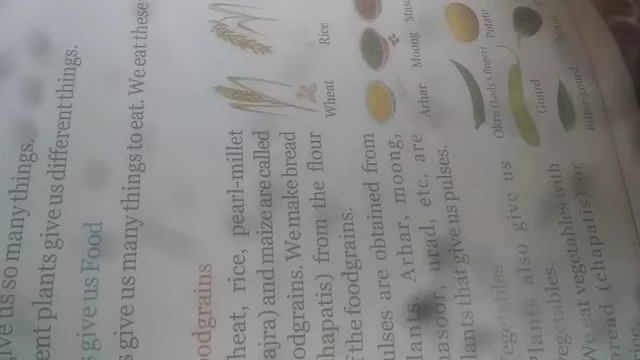 ve us so many things.
ent plants give us different things.
s give us Food
s give us many things to eat. We eat these
odgrains
heat, rice, pearl-millet
ajra) and maize are called
odgrains. We make bread
hapatis) from the flour
f the foodgrains.
Wheat
Rice
ulses are obtained from
lants. Arhar, moong,
asoor, urad, etc. are
lants that give us pulses.
Arhar
Moong
Maso
egetables
lants also give us
egetables.
We eat vegetables with
bread (chapatis) or
Okra (Lady's finger)
Potato
Gourd
Bitter-gourd